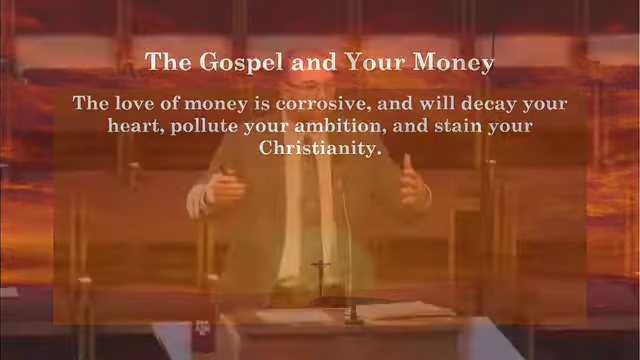 The Gospel and Your Money
The love of money is corrosive, and will decay your
heart, pollute your ambition, and stain your
Christianity.